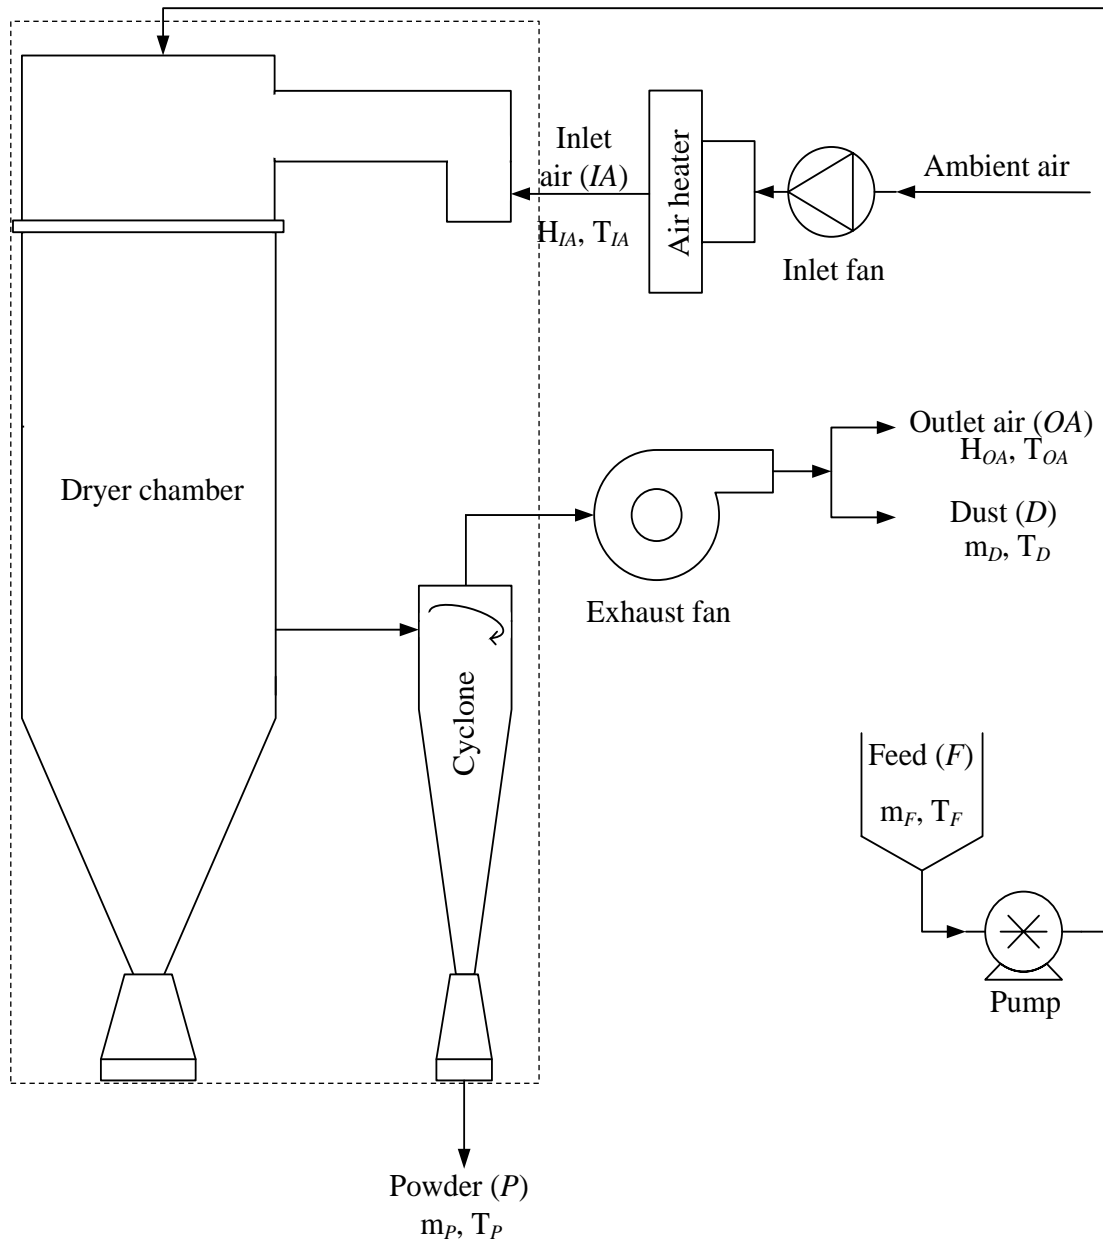 Inlet
air (IA)
H_IA, T_IA
Air heater
Ambient air
Inlet fan
Outlet air (OA)
H_OA, T_OA
Dryer chamber
Dust (D)
m_D, T_D
Exhaust fan
Cyclone
Feed (F)
m_F, T_F
Pump
Powder (P)
m_P, T_P